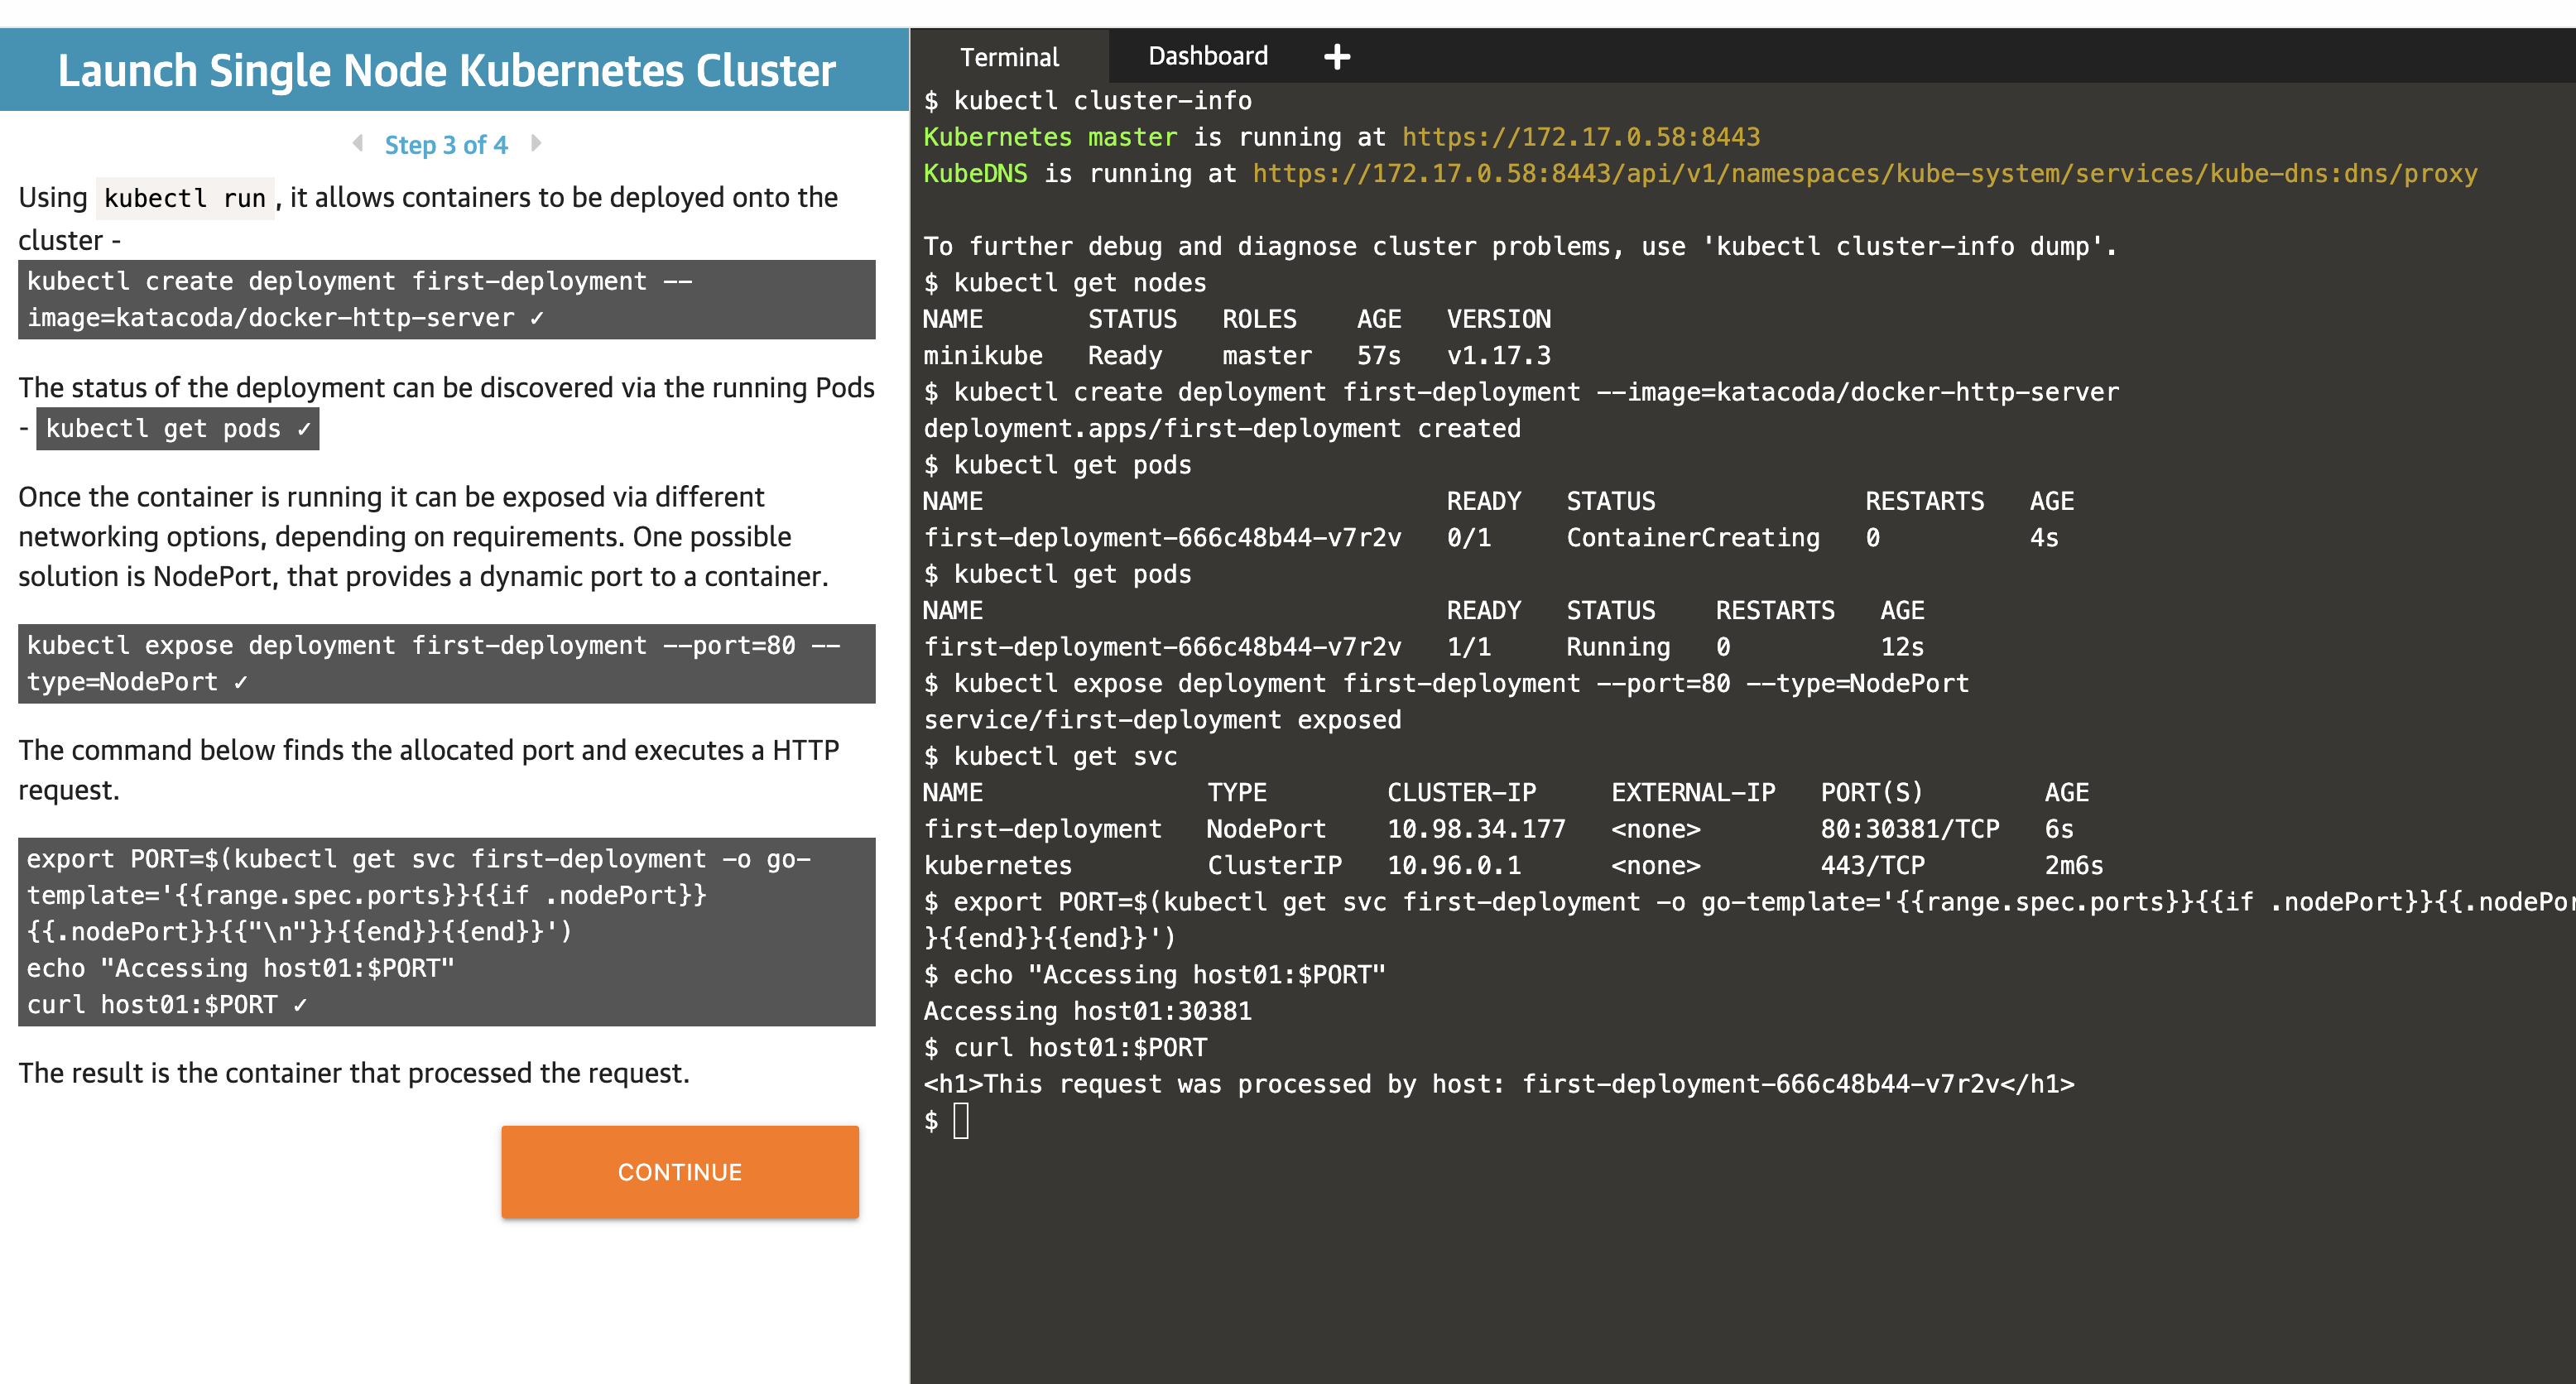 Launch Single Node Kubernetes Cluster
Step 3 of 4
Using kubectl run, it allows containers to be deployed onto the
cluster -
kubectl create deployment first-deployment --
image=katacoda/docker-http-server ✓
The status of the deployment can be discovered via the running Pods
- kubectl get pods ✓
Once the container is running it can be exposed via different
networking options, depending on requirements. One possible
solution is NodePort, that provides a dynamic port to a container.
kubectl expose deployment first-deployment --port=80 --
type=NodePort ✓
The command below finds the allocated port and executes a HTTP
request.
export PORT=$(kubectl get svc first-deployment -o go-
template='{{range.spec.ports}}{{if .nodePort}}
{{.nodePort}}{{"\n"}}{{end}}{{end}}')
echo "Accessing host01:$PORT"
curl host01:$PORT ✓
The result is the container that processed the request.
CONTINUE
Terminal Dashboard +
$ kubectl cluster-info
Kubernetes master is running at https://172.17.0.58:8443
KubeDNS is running at https://172.17.0.58:8443/api/v1/namespaces/kube-system/services/kube-dns:dns/proxy
To further debug and diagnose cluster problems, use 'kubectl cluster-info dump'.
$ kubectl get nodes
NAME STATUS ROLES AGE VERSION
minikube Ready master 57s v1.17.3
$ kubectl create deployment first-deployment --image=katacoda/docker-http-server
deployment.apps/first-deployment created
$ kubectl get pods
NAME READY STATUS RESTARTS AGE
first-deployment-666c48b44-v7r2v 0/1 ContainerCreating 0 4s
$ kubectl get pods
NAME READY STATUS RESTARTS AGE
first-deployment-666c48b44-v7r2v 1/1 Running 0 12s
$ kubectl expose deployment first-deployment --port=80 --type=NodePort
service/first-deployment exposed
$ kubectl get svc
NAME TYPE CLUSTER-IP EXTERNAL-IP PORT(S) AGE
first-deployment NodePort 10.98.34.177 <none> 80:30381/TCP 6s
kubernetes ClusterIP 10.96.0.1 <none> 443/TCP 2m6s
$ export PORT=$(kubectl get svc first-deployment -o go-template='{{range.spec.ports}}{{if .nodePort}}{{.nodePo
}{{end}}{{end}}')
$ echo "Accessing host01:$PORT"
Accessing host01:30381
$ curl host01:$PORT
<h1>This request was processed by host: first-deployment-666c48b44-v7r2v</h1>
$